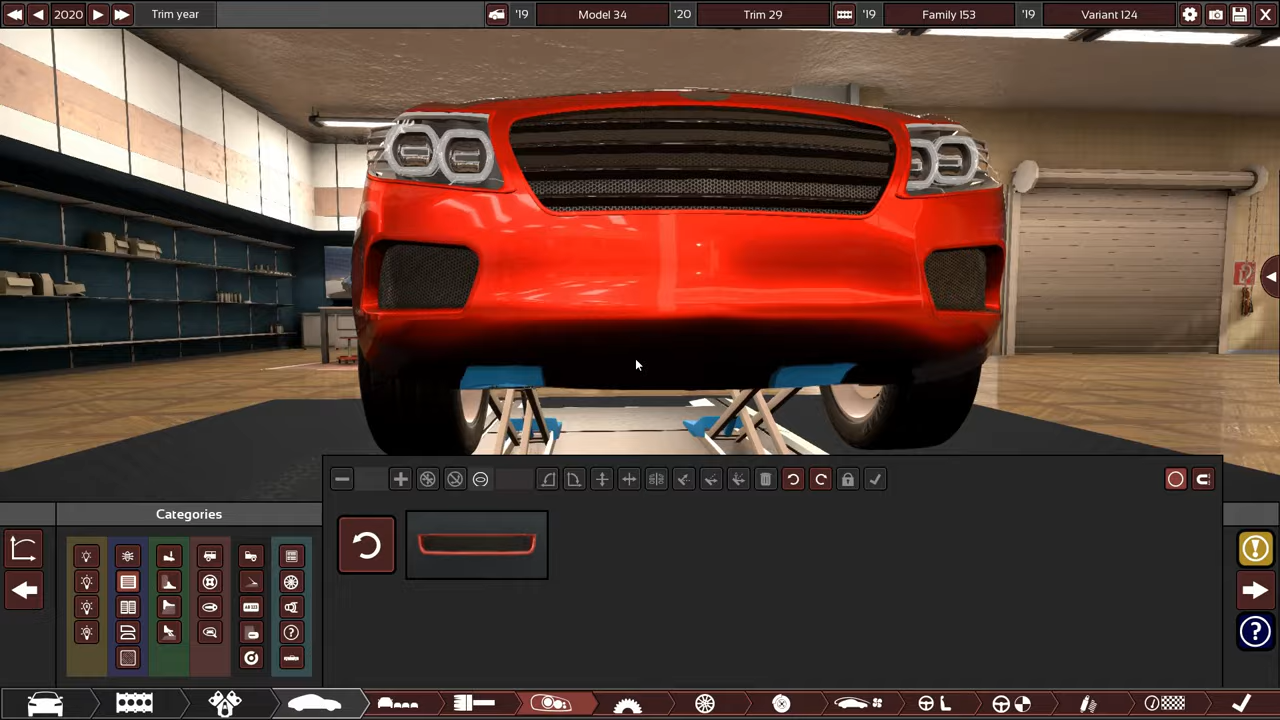 2020
Trim year
'19
Model 34
'20
Trim 29
'19
Family 153
'19
Variant 124
Categories